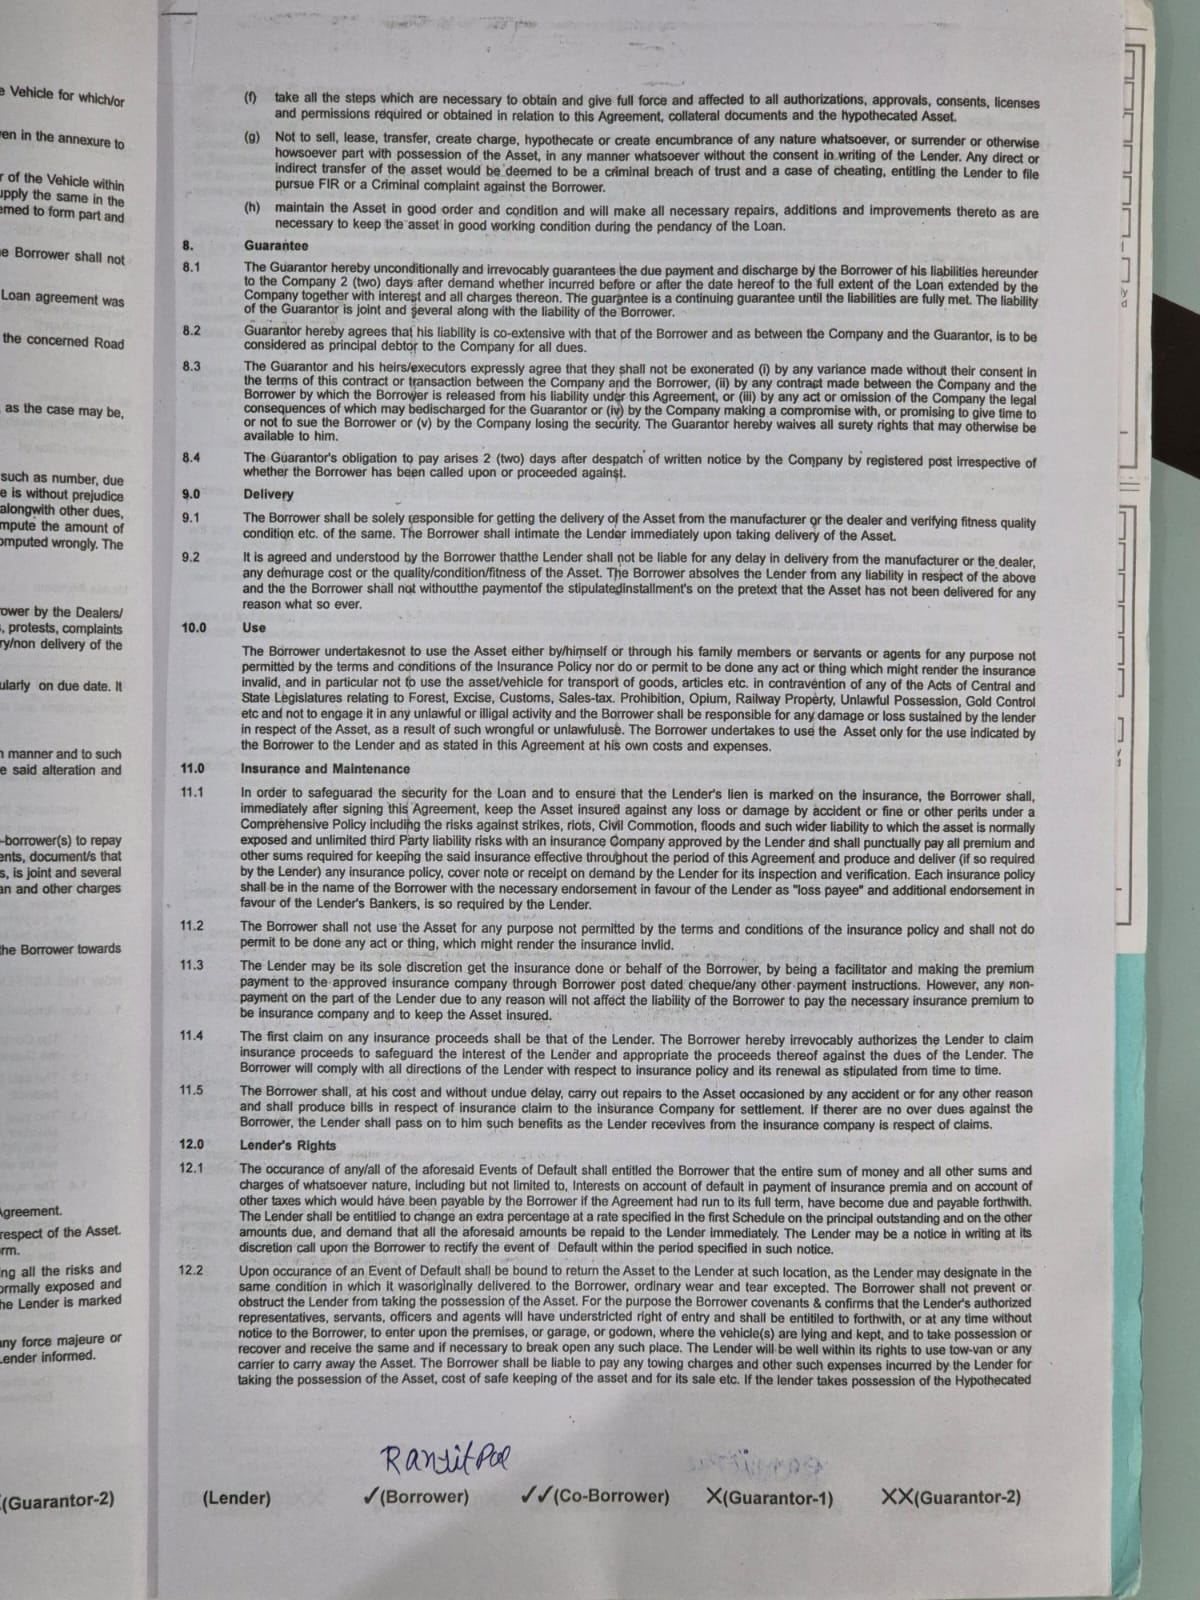 e Vehicle for which/or
ven in the annexure to
r of the Vehicle within
upply the same in the
emed to form part and
e Borrower shall not
Loan agreement was
the concerned Road
as the case may be,
such as number, due
e is without prejudice
alongwith other dues,
mpute the amount of
omputed wrongly. The
rower by the Dealers/
, protests, complaints
ry/non delivery of the
ularly on due date. It
n manner and to such
e said alteration and
-borrower(s) to repay
ents, document/s that
s, is joint and several
an and other charges
the Borrower towards
Agreement.
respect of the Asset.
orm.
ng all the risks and
ormally exposed and
he Lender is marked
any force majeure or
Lender informed.
(Guarantor-2)
(f) take all the steps which are necessary to obtain and give full force and affected to all authorizations, approvals, consents, licenses
and permissions required or obtained in relation to this Agreement, collateral documents and the hypothecated Asset.
(g) Not to sell, lease, transfer, create charge, hypothecate or create encumbrance of any nature whatsoever, or surrender or otherwise
howsoever part with possession of the Asset, in any manner whatsoever without the consent in writing of the Lender. Any direct or
indirect transfer of the asset would be deemed to be a criminal breach of trust and a case of cheating, entitling the Lender to file
pursue FIR or a Criminal complaint against the Borrower.
(h) maintain the Asset in good order and condition and will make all necessary repairs, additions and improvements thereto as are
necessary to keep the asset in good working condition during the pendancy of the Loan.
8. Guarantee
8.1 The Guarantor hereby unconditionally and irrevocably guarantees the due payment and discharge by the Borrower of his liabilities hereunder
to the Company 2 (two) days after demand whether incurred before or after the date hereof to the full extent of the Loan extended by the
Company together with interest and all charges thereon. The guarantee is a continuing guarantee until the liabilities are fully met. The liability
of the Guarantor is joint and several along with the liability of the Borrower.
8.2 Guarantor hereby agrees that his liability is co-extensive with that of the Borrower and as between the Company and the Guarantor, is to be
considered as principal debtor to the Company for all dues.
8.3 The Guarantor and his heirs/executors expressly agree that they shall not be exonerated (i) by any variance made without their consent in
the terms of this contract or transaction between the Company and the Borrower, (ii) by any contract made between the Company and the
Borrower by which the Borrower is released from his liability under this Agreement, or (iii) by any act or omission of the Company the legal
consequences of which may bedischarged for the Guarantor or (iv) by the Company making a compromise with, or promising to give time to
or not to sue the Borrower or (v) by the Company losing the security. The Guarantor hereby waives all surety rights that may otherwise be
available to him.
8.4 The Guarantor's obligation to pay arises 2 (two) days after despatch of written notice by the Company by registered post irrespective of
whether the Borrower has been called upon or proceeded against.
9.0 Delivery
9.1 The Borrower shall be solely responsible for getting the delivery of the Asset from the manufacturer or the dealer and verifying fitness quality
condition etc. of the same. The Borrower shall intimate the Lender immediately upon taking delivery of the Asset.
9.2 It is agreed and understood by the Borrower thatthe Lender shall not be liable for any delay in delivery from the manufacturer or the dealer,
any demurage cost or the quality/condition/fitness of the Asset. The Borrower absolves the Lender from any liability in respect of the above
and the the Borrower shall not withoutthe paymentof the stipulatedinstallment's on the pretext that the Asset has not been delivered for any
reason what so ever.
10.0 Use
The Borrower undertakesnot to use the Asset either by/himself or through his family members or servants or agents for any purpose not
permitted by the terms and conditions of the Insurance Policy nor do or permit to be done any act or thing which might render the insurance
invalid, and in particular not to use the asset/vehicle for transport of goods, articles etc. in contravention of any of the Acts of Central and
State Legislatures relating to Forest, Excise, Customs, Sales-tax. Prohibition, Opium, Railway Property, Unlawful Possession, Gold Control
etc and not to engage it in any unlawful or illigal activity and the Borrower shall be responsible for any damage or loss sustained by the lender
in respect of the Asset, as a result of such wrongful or unlawfuluse. The Borrower undertakes to use the Asset only for the use indicated by
the Borrower to the Lender and as stated in this Agreement at his own costs and expenses.
11.0 Insurance and Maintenance
11.1 In order to safeguarad the security for the Loan and to ensure that the Lender's lien is marked on the insurance, the Borrower shall,
immediately after signing this Agreement, keep the Asset insured against any loss or damage by accident or fine or other perits under a
Comprehensive Policy including the risks against strikes, riots, Civil Commotion, floods and such wider liability to which the asset is normally
exposed and unlimited third Party liability risks with an insurance Company approved by the Lender and shall punctually pay all premium and
other sums required for keeping the said insurance effective throughout the period of this Agreement and produce and deliver (if so required
by the Lender) any insurance policy, cover note or receipt on demand by the Lender for its inspection and verification. Each insurance policy
shall be in the name of the Borrower with the necessary endorsement in favour of the Lender as "loss payee" and additional endorsement in
favour of the Lender's Bankers, is so required by the Lender.
11.2 The Borrower shall not use the Asset for any purpose not permitted by the terms and conditions of the insurance policy and shall not do
permit to be done any act or thing, which might render the insurance invlid.
11.3 The Lender may be its sole discretion get the insurance done or behalf of the Borrower, by being a facilitator and making the premium
payment to the approved insurance company through Borrower post dated cheque/any other payment instructions. However, any non-
payment on the part of the Lender due to any reason will not affect the liability of the Borrower to pay the necessary insurance premium to
be insurance company and to keep the Asset insured.
11.4 The first claim on any insurance proceeds shall be that of the Lender. The Borrower hereby irrevocably authorizes the Lender to claim
insurance proceeds to safeguard the interest of the Lender and appropriate the proceeds thereof against the dues of the Lender. The
Borrower will comply with all directions of the Lender with respect to insurance policy and its renewal as stipulated from time to time.
11.5 The Borrower shall, at his cost and without undue delay, carry out repairs to the Asset occasioned by any accident or for any other reason
and shall produce bills in respect of insurance claim to the insurance Company for settlement. If therer are no over dues against the
Borrower, the Lender shall pass on to him such benefits as the Lender recevives from the insurance company is respect of claims.
12.0 Lender's Rights
12.1 The occurance of any/all of the aforesaid Events of Default shall entitled the Borrower that the entire sum of money and all other sums and
charges of whatsoever nature, including but not limited to, Interests on account of default in payment of insurance premia and on account of
other taxes which would have been payable by the Borrower if the Agreement had run to its full term, have become due and payable forthwith.
The Lender shall be entitlied to change an extra percentage at a rate specified in the first Schedule on the principal outstanding and on the other
amounts due, and demand that all the aforesaid amounts be repaid to the Lender immediately. The Lender may be a notice in writing at its
discretion call upon the Borrower to rectify the event of Default within the period specified in such notice.
12.2 Upon occurance of an Event of Default shall be bound to return the Asset to the Lender at such location, as the Lender may designate in the
same condition in which it wasoriginally delivered to the Borrower, ordinary wear and tear excepted. The Borrower shall not prevent or
obstruct the Lender from taking the possession of the Asset. For the purpose the Borrower covenants & confirms that the Lender's authorized
representatives, servants, officers and agents will have understricted right of entry and shall be entitiled to forthwith, or at any time without
notice to the Borrower, to enter upon the premises, or garage, or godown, where the vehicle(s) are lying and kept, and to take possession or
recover and receive the same and if necessary to break open any such place. The Lender will be well within its rights to use tow-van or any
carrier to carry away the Asset. The Borrower shall be liable to pay any towing charges and other such expenses incurred by the Lender for
taking the possession of the Asset, cost of safe keeping of the asset and for its sale etc. If the lender takes possession of the Hypothecated
Ranjit Pal
(Lender) ✓(Borrower) ✓✓(Co-Borrower) X(Guarantor-1) XX(Guarantor-2)